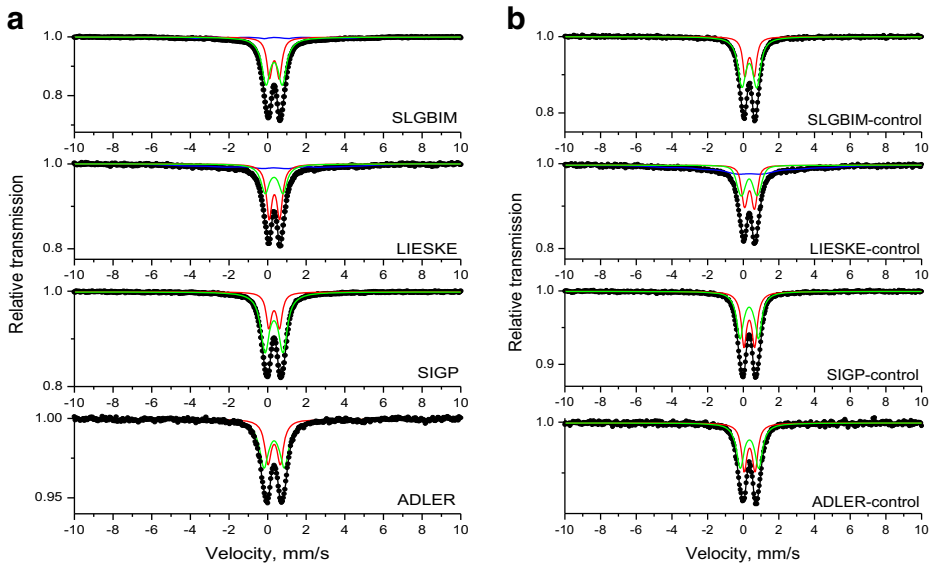 a
b
1.0
0.8
SLGBIM
-10 -8 -6 -4 -2 0 2 4 6 8 10
1.0
0.8
LIESKE
-10 -8 -6 -4 -2 0 2 4 6 8 10
1.0
0.8
SIGP
-10 -8 -6 -4 -2 0 2 4 6 8 10
1.00
0.95
ADLER
-10 -8 -6 -4 -2 0 2 4 6 8 10
Relative transmission
Velocity, mm/s
1.0
0.8
SLGBIM-control
-10 -8 -6 -4 -2 0 2 4 6 8 10
1.0
0.8
LIESKE-control
-10 -8 -6 -4 -2 0 2 4 6 8 10
1.0
0.9
SIGP-control
-10 -8 -6 -4 -2 0 2 4 6 8 10
1.0
ADLER-control
-10 -8 -6 -4 -2 0 2 4 6 8 10
Relative transmission
Velocity, mm/s